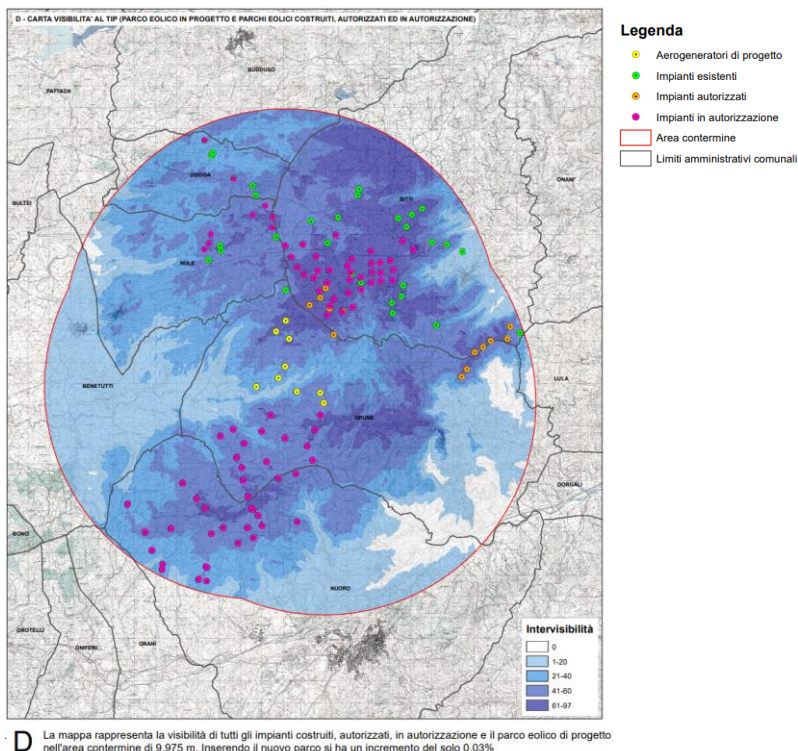 D - CARTA VISIBILITA' AL TIP (PARCO EOLICO IN PROGETTO E PARCHI EOLICI COSTRUITI, AUTORIZZATI ED IN AUTORIZZAZIONE)
Legenda
Aerogeneratori di progetto
Impianti esistenti
Impianti autorizzati
Impianti in autorizzazione
Area contermine
Limiti amministrativi comunali
BUDDUSO'
PATTADA
OSIDDA
ONANI'
BITTI
BULTEI
NULE
BENETUTTI
LULA
ORUNE
DORGALI
BONO
NUORO
OROTELLI
ORANI
ONIFERI
Intervisibilità
0
1-20
21-40
41-60
61-97
D La mappa rappresenta la visibilità di tutti gli impianti costruiti, autorizzati, in autorizzazione e il parco eolico di progetto
nell'area contermine di 9.975 m. Inserendo il nuovo parco si ha un incremento del solo 0,03%